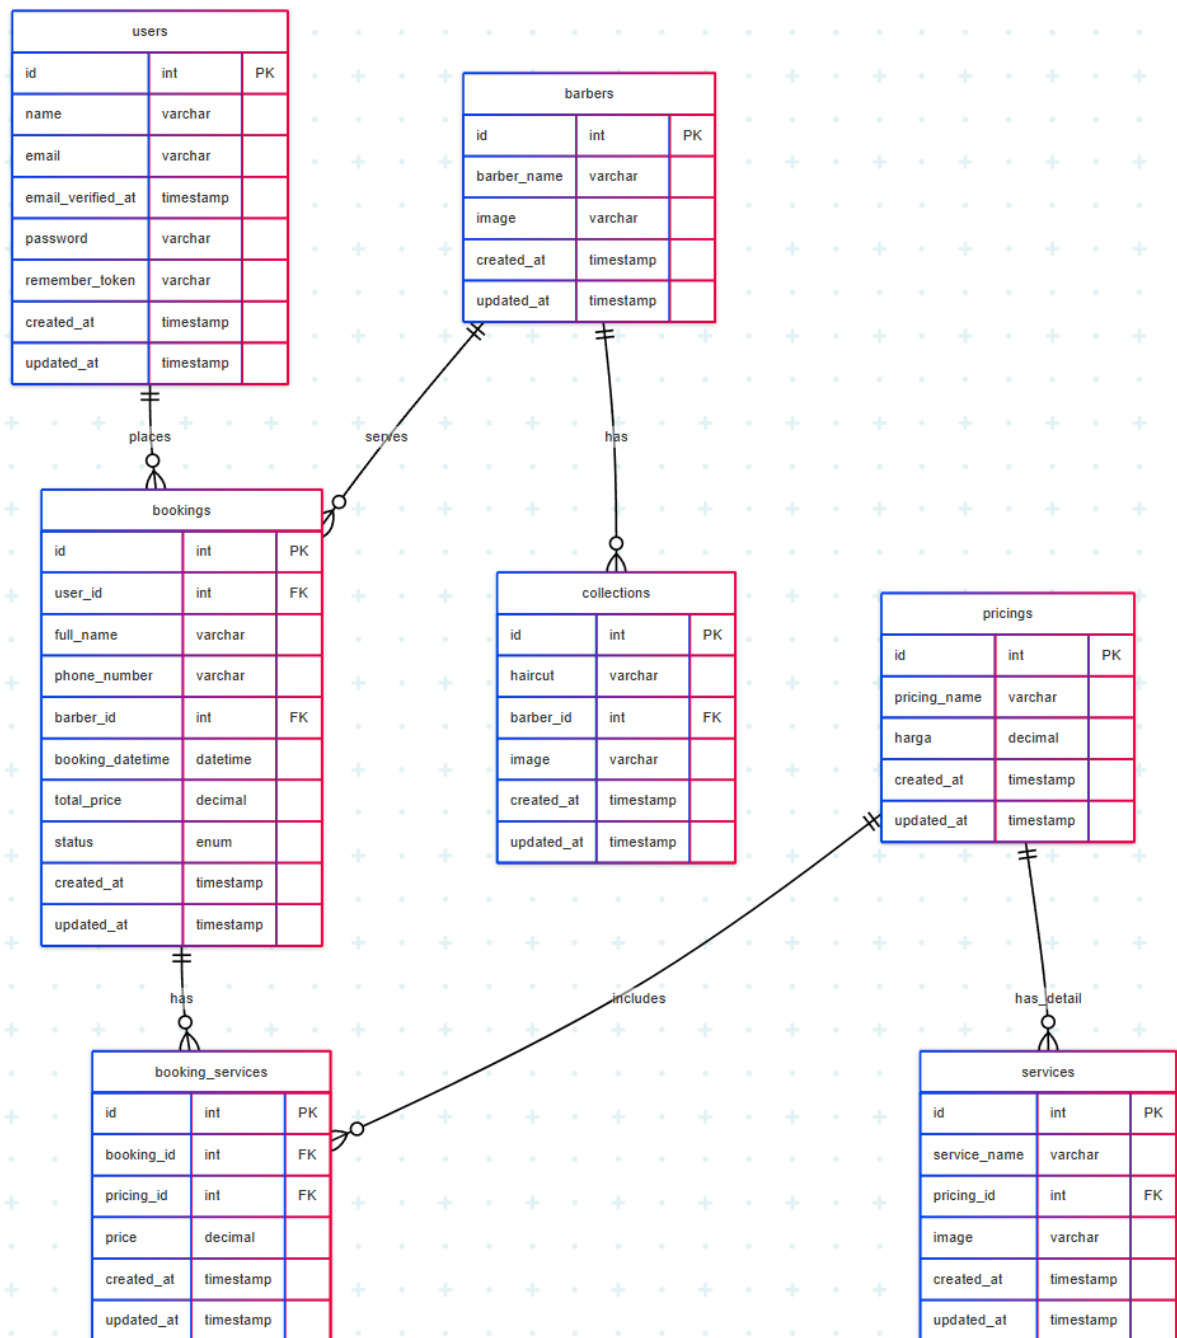 users
id int PK
name varchar
email varchar
email_verified_at timestamp
password varchar
remember_token varchar
created_at timestamp
updated_at timestamp
barbers
id int PK
barber_name varchar
image varchar
created_at timestamp
updated_at timestamp
places
serves
has
bookings
id int PK
user_id int FK
full_name varchar
phone_number varchar
barber_id int FK
booking_datetime datetime
total_price decimal
status enum
created_at timestamp
updated_at timestamp
collections
id int PK
haircut varchar
barber_id int FK
image varchar
created_at timestamp
updated_at timestamp
pricings
id int PK
pricing_name varchar
harga decimal
created_at timestamp
updated_at timestamp
has
includes
has_detail
booking_services
id int PK
booking_id int FK
pricing_id int FK
price decimal
created_at timestamp
updated_at timestamp
services
id int PK
service_name varchar
pricing_id int FK
image varchar
created_at timestamp
updated_at timestamp